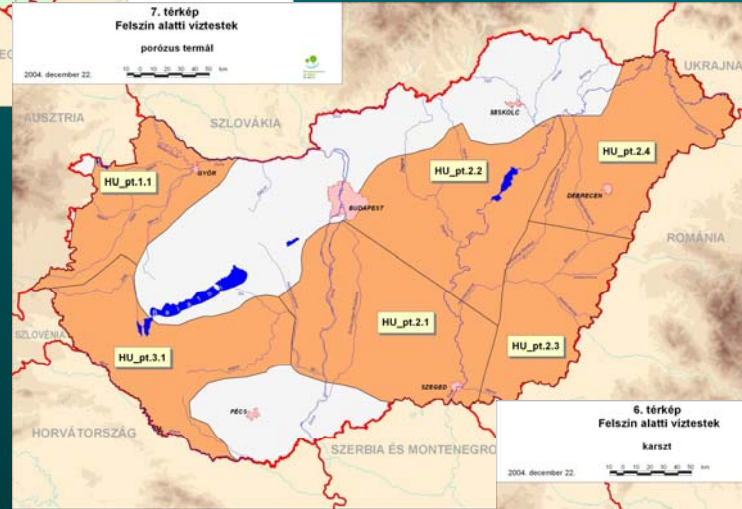 7. térkép
Felszín alatti víztestek
porózus termál
2004. december 22.
10 0 10 20 30 40 50 km
UKRAJNA
AUSZTRIA
SZLOVÁKIA
MISKOLC
HU_pt.2.4
HU_pt.2.2
HU_pt.1.1
GYŐR
DEBRECEN
BUDAPEST
ROMÁNIA
HU_pt.2.1
HU_pt.2.3
SZLOVÉNIA
HU_pt.3.1
SZEGED
PÉCS
HORVÁTORSZÁG
SZERBIA ÉS MONTENEGRO
6. térkép
Felszín alatti víztestek
karszt
2004. december 22.
10 0 10 20 30 40 50 km